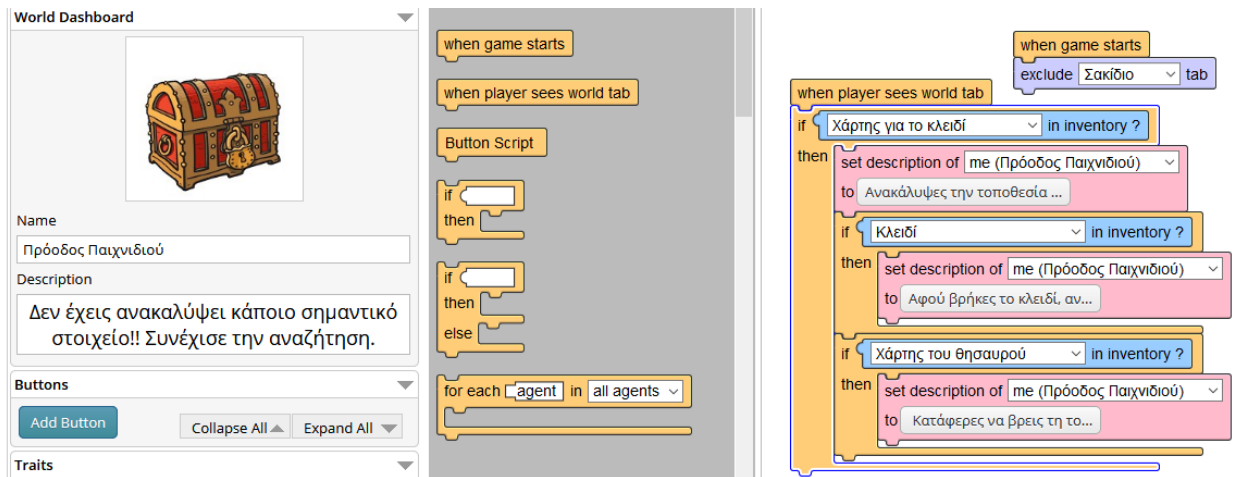 World Dashboard
Name
Πρόοδος Παιχνιδιού
Description
Δεν έχεις ανακαλύψει κάποιο σημαντικό
στοιχείο!! Συνέχισε την αναζήτηση.
Buttons
Add Button
Collapse All
Expand All
Traits
when game starts
when player sees world tab
Button Script
if
then
if
then
else
for each agent in all agents
when game starts
exclude Σακίδιο tab
when player sees world tab
if Χάρτης για το κλειδί in inventory ?
then set description of me (Πρόοδος Παιχνιδιού)
to Ανακάλυψες την τοποθεσία ...
if Κλειδί in inventory ?
then set description of me (Πρόοδος Παιχνιδιού)
to Αφού βρήκες το κλειδί, αν...
if Χάρτης του θησαυρού in inventory ?
then set description of me (Πρόοδος Παιχνιδιού)
to Κατάφερες να βρεις τη το...